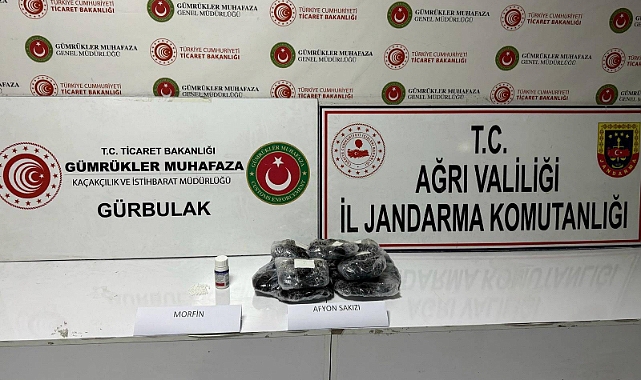 GÜMRÜKLER MUHAFAZA
GENEL MÜDÜRLÜĞÜ
TÜRKİYE CUMHURİYETİ
TİCARET BAKANLIĞI
T.C. TİCARET BAKANLIĞI
GÜMRÜKLER MUHAFAZA
KAÇAKÇILIK VE İSTİHBARAT MÜDÜRLÜĞÜ
GÜRBULAK
T.C.
AĞRI VALİLİĞİ
İL JANDARMA KOMUTANLIĞI
JANDARMA
MORFİN
AFYON SAKIZI